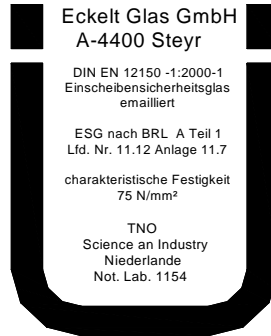 Eckelt Glas GmbH
A-4400 Steyr
DIN EN 12150 -1:2000-1
Einscheibensicherheitsglas
emailliert
ESG nach BRL A Teil 1
Lfd. Nr. 11.12 Anlage 11.7
charakteristische Festigkeit
75 N/mm²
TNO
Science an Industry
Niederlande
Not. Lab. 1154